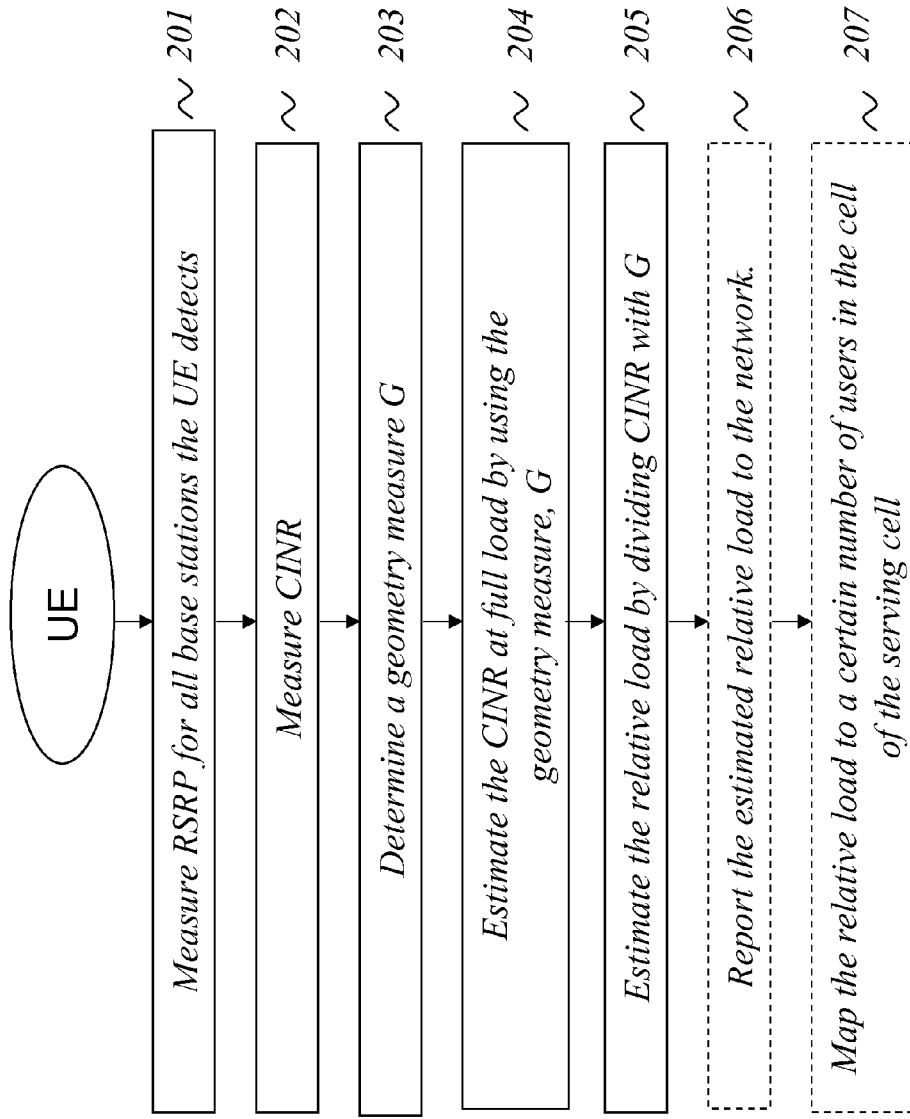 UE
Measure RSRP for all base stations the UE detects
201
Measure CINR
202
Determine a geometry measure G
203
Estimate the CINR at full load by using the
geometry measure, G
204
Estimate the relative load by dividing CINR with G
205
Report the estimated relative load to the network.
206
Map the relative load to a certain number of users in the cell
of the serving cell
207